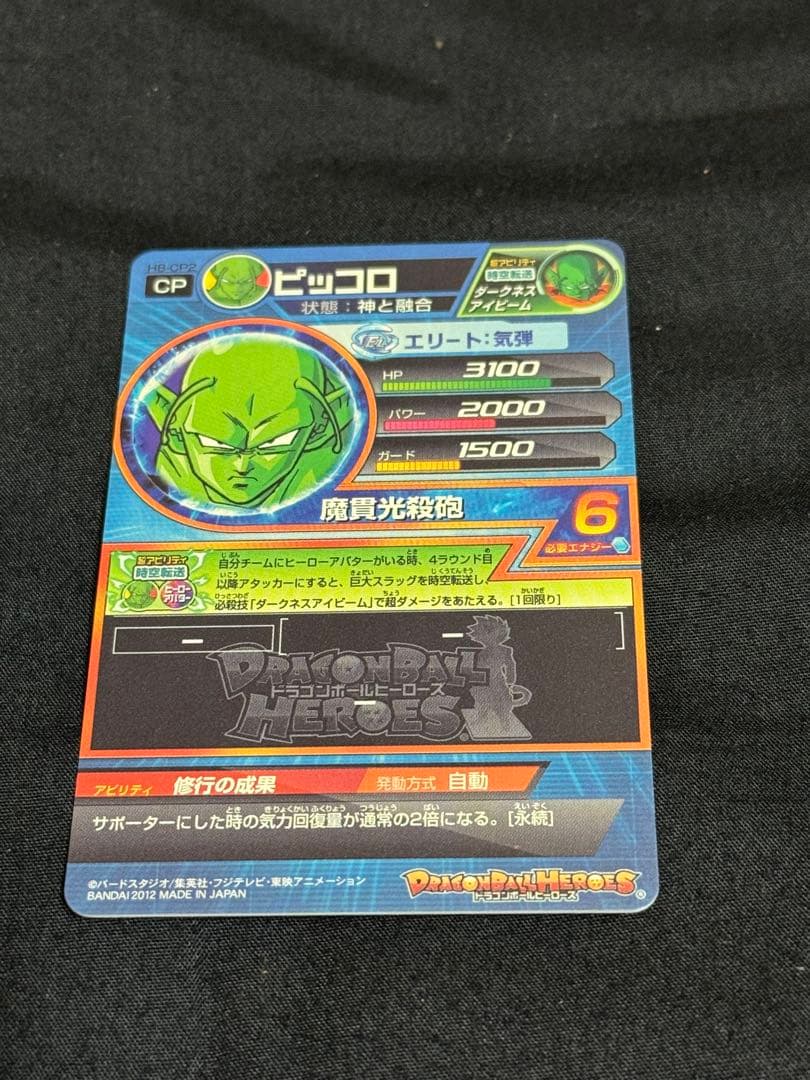 HB-CP2
CP
ピッコロ
状態：神と融合
超アビリティ
時空転送
ダークネス
アイビーム
エリート：気弾
HP 3100
パワー 2000
ガード 1500
魔貫光殺砲
6
必要エナジー
超アビリティ
時空転送
ヒーロー
アバター
自分チームにヒーローアバターがいる時、4ラウンド目
以降アタッカーにすると、巨大スラッグを時空転送し、
必殺技「ダークネスアイビーム」で超ダメージをあたえる。[1回限り]
DRAGON BALL
ドラゴンボールヒーローズ
HEROES
アビリティ 修行の成果 発動方式 自動
サポーターにした時の気力回復量が通常の2倍になる。[永続]
©バードスタジオ/集英社・フジテレビ・東映アニメーション
BANDAI 2012 MADE IN JAPAN
DRAGON BALL HEROES
ドラゴンボールヒーローズ